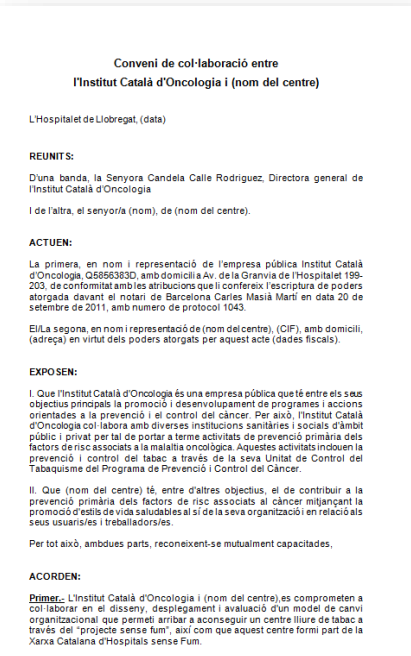 Conveni de col·laboració entre
l'Institut Català d'Oncologia i (nom del centre)
L'Hospitalet de Llobregat, (data)
REUNITS:
D'una banda, la Senyora Candela Calle Rodriguez, Directora general de
l'Institut Català d'Oncologia
I de l'altra, el senyor/a (nom), de (nom del centre).
ACTUEN:
La primera, en nom i representació de l'empresa pública Institut Català
d'Oncologia, Q5856383D, amb domicili a Av. de la Granvia de l'Hospitalet 199-
203, de conformitat amb les atribucions que li confereix l'escriptura de poders
atorgada davant el notari de Barcelona Carles Masià Martí en data 20 de
setembre de 2011, amb numero de protocol 1043.
El/La segona, en nom i representació de (nom del centre), (CIF), amb domicili,
(adreça) en virtut dels poders atorgats per aquest acte (dades fiscals).
EXPOSEN:
I. Que l'Institut Català d'Oncologia és una empresa pública que té entre els seus
objectius principals la promoció i desenvolupament de programes i accions
orientades a la prevenció i el control del càncer. Per això, l'Institut Català
d'Oncologia col·labora amb diverses institucions sanitàries i socials d'àmbit
públic i privat per tal de portar a terme activitats de prevenció primària dels
factors de risc associats a la malaltia oncològica. Aquestes activitats inclouen la
prevenció i control del tabac a través de la seva Unitat de Control del
Tabaquisme del Programa de Prevenció i Control del Càncer.
II. Que (nom del centre) té, entre d'altres objectius, el de contribuir a la
prevenció primària dels factors de risc associats al càncer mitjançant la
promoció d'estils de vida saludables al sí de la seva organització en relació als
seus usuaris/es i treballadors/es.
Per tot això, ambdues parts, reconeixent-se mutualment capacitades,
ACORDEN:
Primer.- L'Institut Català d'Oncologia i (nom del centre),es comprometen a
col·laborar en el disseny, desplegament i avaluació d'un model de canvi
organitzacional que permeti arribar a aconseguir un centre lliure de tabac a
través del "projecte sense fum", així com que aquest centre formi part de la
Xarxa Catalana d'Hospitals sense Fum.